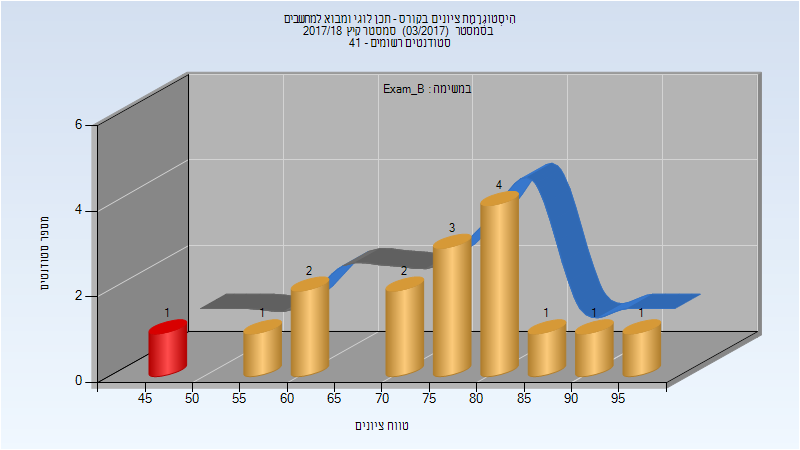 היסטוגרמת ציונים בקורס - תכן לוגי ומבוא למחשבים
בסמסטר (03/2017) סמסטר קיץ 2017/18
סטודנטים רשומים - 41
במשימה : Exam_B
מספר סטודנטים
6
4
2
0
1
1
2
2
3
4
1
1
1
45 50 55 60 65 70 75 80 85 90 95
טווח ציונים